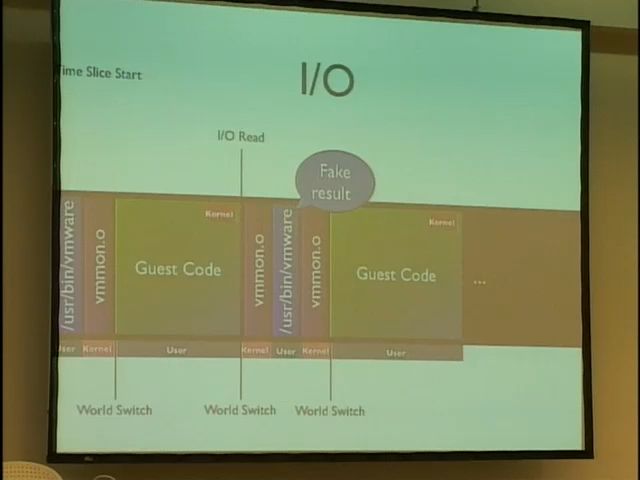 I/O
Time Slice Start
I/O Read
Fake
result
/usr/bin/vmware
vmmon.o
Kernel
Guest Code
vmmon.o
/usr/bin/vmware
vmmon.o
Kernel
Guest Code
...
User
Kernel
User
Kernel
User
Kernel
User
World Switch
World Switch
World Switch